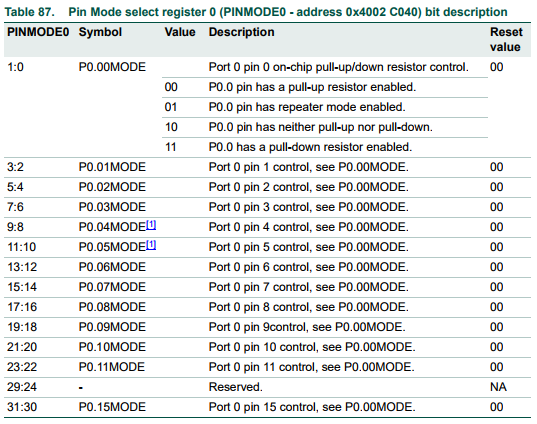 Table 87. Pin Mode select register 0 (PINMODE0 - address 0x4002 C040) bit description
PINMODE0 Symbol Value Description Reset value
1:0 P0.00MODE Port 0 pin 0 on-chip pull-up/down resistor control. 00
00 P0.0 pin has a pull-up resistor enabled.
01 P0.0 pin has repeater mode enabled.
10 P0.0 pin has neither pull-up nor pull-down.
11 P0.0 has a pull-down resistor enabled.
3:2 P0.01MODE Port 0 pin 1 control, see P0.00MODE. 00
5:4 P0.02MODE Port 0 pin 2 control, see P0.00MODE. 00
7:6 P0.03MODE Port 0 pin 3 control, see P0.00MODE. 00
9:8 P0.04MODE[1] Port 0 pin 4 control, see P0.00MODE. 00
11:10 P0.05MODE[1] Port 0 pin 5 control, see P0.00MODE. 00
13:12 P0.06MODE Port 0 pin 6 control, see P0.00MODE. 00
15:14 P0.07MODE Port 0 pin 7 control, see P0.00MODE. 00
17:16 P0.08MODE Port 0 pin 8 control, see P0.00MODE. 00
19:18 P0.09MODE Port 0 pin 9control, see P0.00MODE. 00
21:20 P0.10MODE Port 0 pin 10 control, see P0.00MODE. 00
23:22 P0.11MODE Port 0 pin 11 control, see P0.00MODE. 00
29:24 - Reserved. NA
31:30 P0.15MODE Port 0 pin 15 control, see P0.00MODE. 00